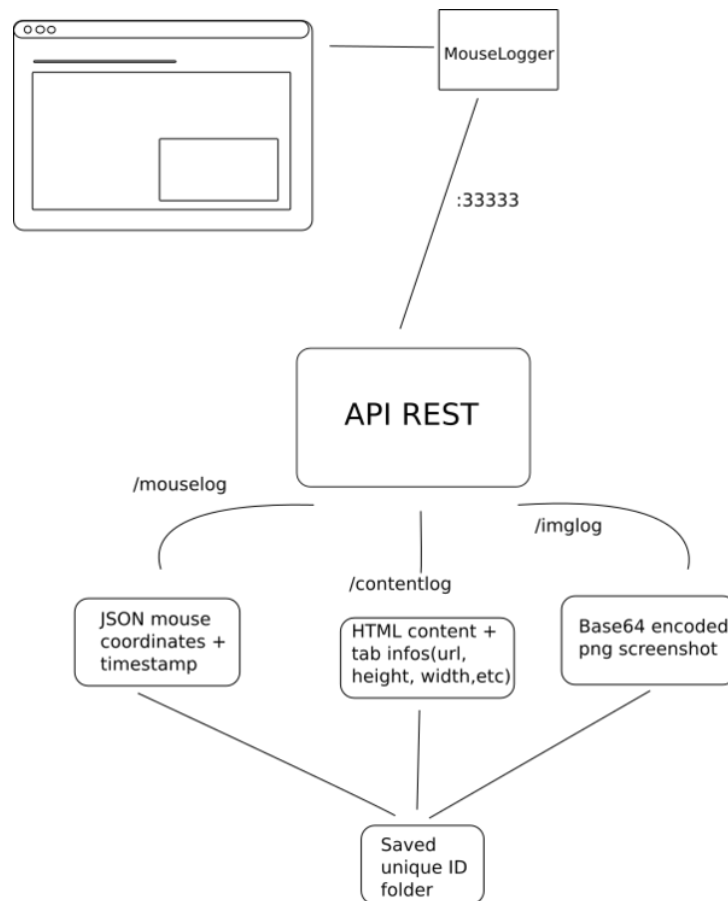 MouseLogger
:33333
API REST
/mouselog
/imglog
/contentlog
JSON mouse
coordinates +
timestamp
HTML content +
tab infos(url,
height, width,etc)
Base64 encoded
png screenshot
Saved
unique ID
folder